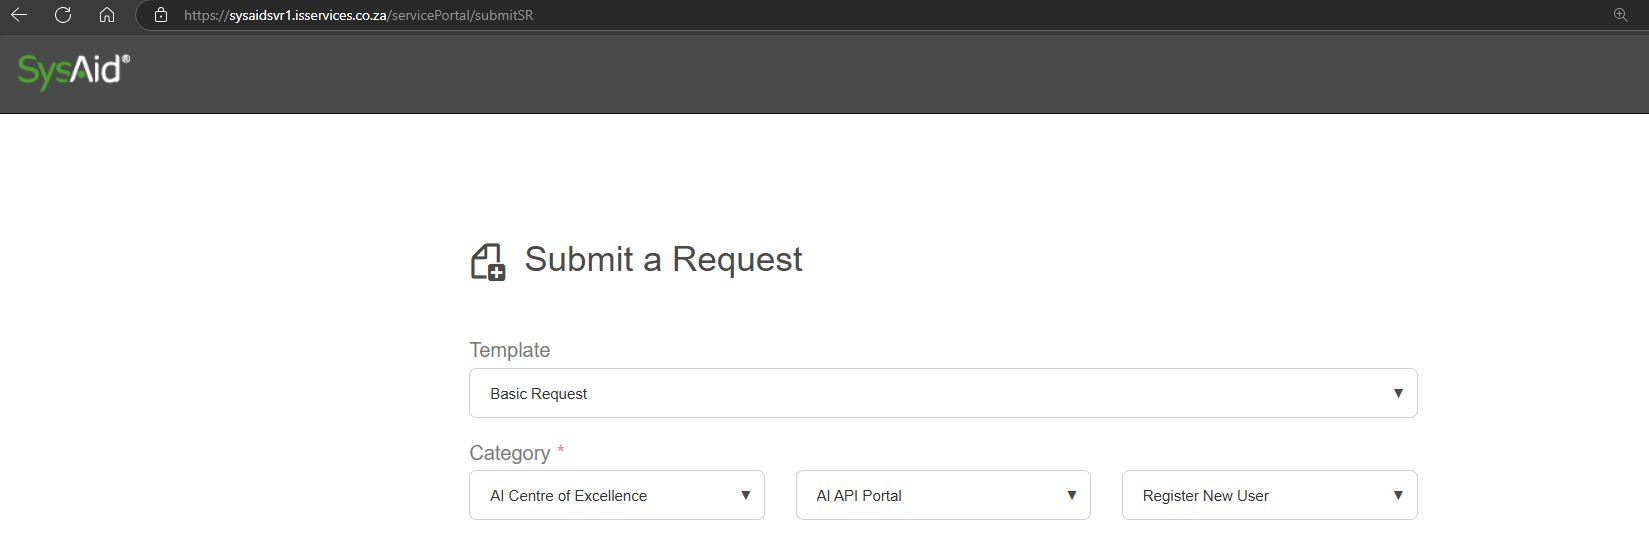 https://sysaidsvr1.isservices.co.za/servicePortal/submitSR
SysAid®
Submit a Request
Template
Basic Request
Category *
AI Centre of Excellence
AI API Portal
Register New User